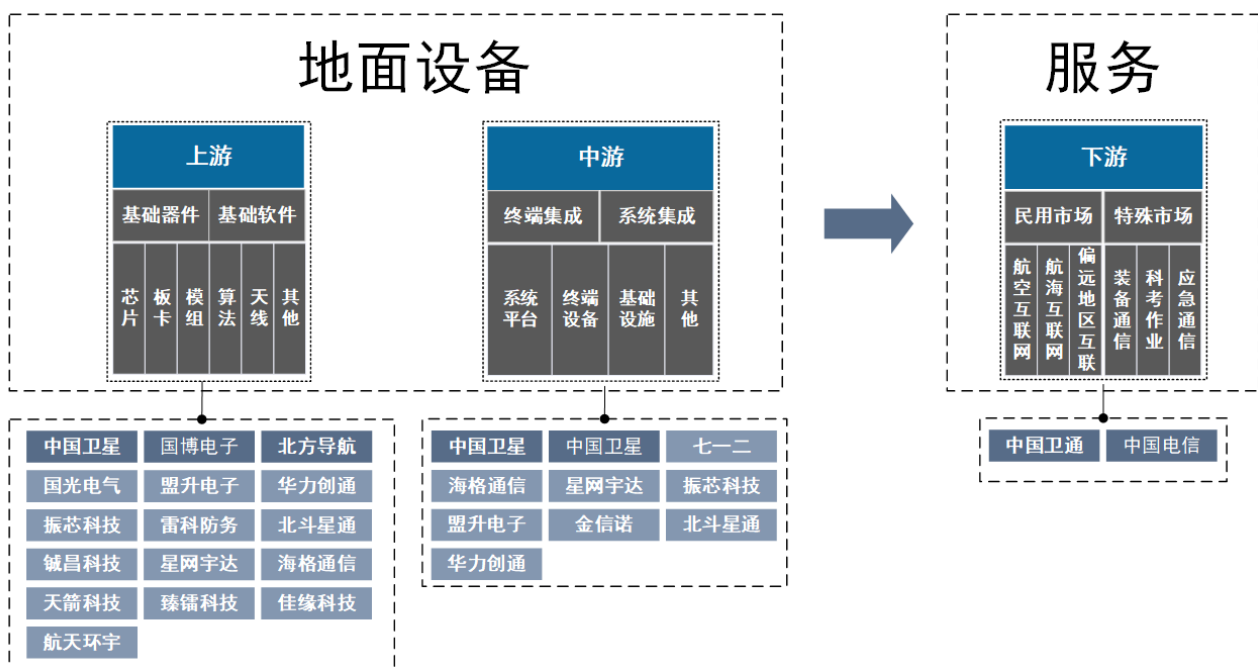 地面设备
服务
上游
基础器件 基础软件
芯片 板卡 模组 算法 天线 其他
中游
终端集成 系统集成
系统平台 终端设备 基础设施 其他
下游
民用市场 特殊市场
航空互联网 航海互联网 偏远地区互联 装备通信 科考作业 应急通信
中国卫星 国博电子 北方导航
国光电气 盟升电子 华力创通
振芯科技 雷科防务 北斗星通
铖昌科技 星网宇达 海格通信
天箭科技 臻镭科技 佳缘科技
航天环宇
中国卫星 中国卫星 七一二
海格通信 星网宇达 振芯科技
盟升电子 金信诺 北斗星通
华力创通
中国卫通 中国电信